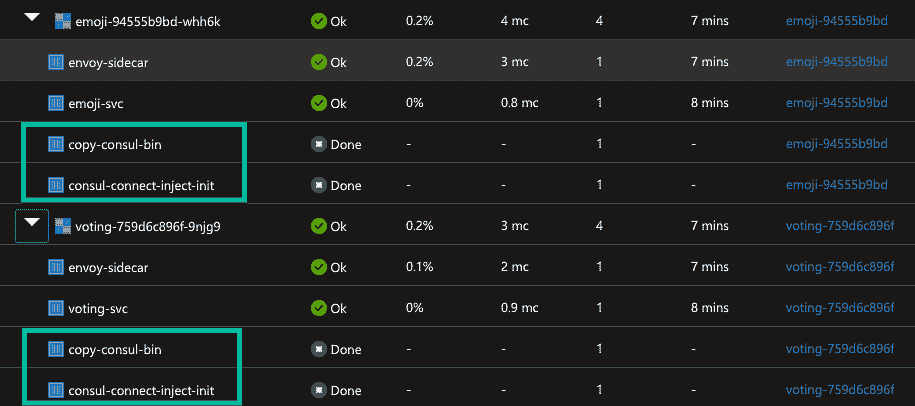 emoji-94555b9bd-whh6k Ok 0.2% 4 mc 4 7 mins emoji-94555b9bd
envoy-sidecar Ok 0.2% 3 mc 1 7 mins emoji-94555b9bd
emoji-svc Ok 0% 0.8 mc 1 8 mins emoji-94555b9bd
copy-consul-bin Done - - 1 - emoji-94555b9bd
consul-connect-inject-init Done - - 1 - emoji-94555b9bd
voting-759d6c896f-9njg9 Ok 0.2% 3 mc 4 7 mins voting-759d6c896f
envoy-sidecar Ok 0.1% 2 mc 1 7 mins voting-759d6c896f
voting-svc Ok 0% 0.9 mc 1 8 mins voting-759d6c896f
copy-consul-bin Done - - 1 - voting-759d6c896f
consul-connect-inject-init Done - - 1 - voting-759d6c896f